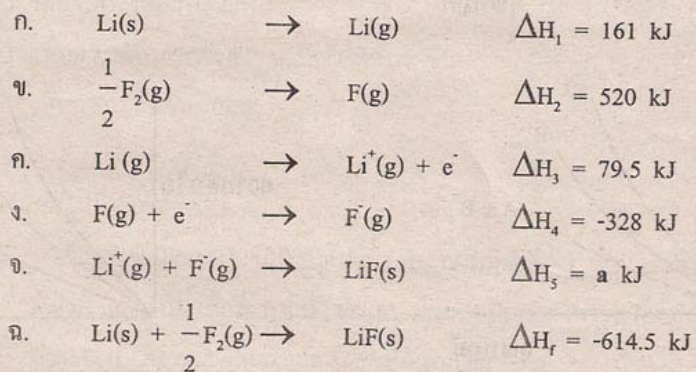 ก. Li(s) → Li(g) ΔH₁ = 161 kJ
ข. 1/2 F₂(g) → F(g) ΔH₂ = 520 kJ
ค. Li (g) → Li⁺(g) + e⁻ ΔH₃ = 79.5 kJ
ง. F(g) + e⁻ → F⁻(g) ΔH₄ = -328 kJ
จ. Li⁺(g) + F⁻(g) → LiF(s) ΔH₅ = a kJ
ฉ. Li(s) + 1/2 F₂(g) → LiF(s) ΔHf = -614.5 kJ